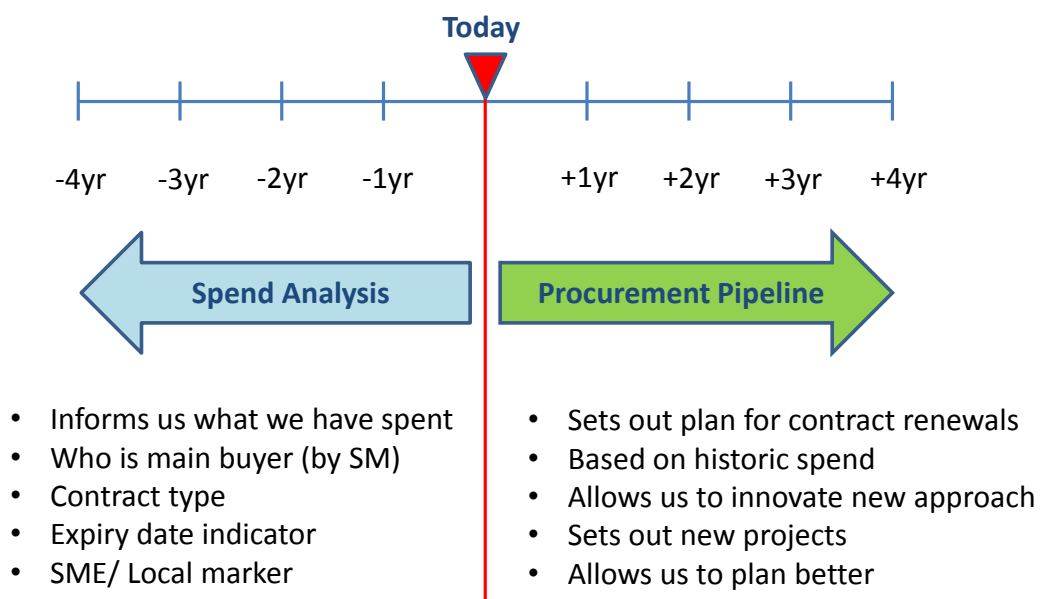 Today
-4yr -3yr -2yr -1yr +1yr +2yr +3yr +4yr
Spend Analysis
Procurement Pipeline
• Informs us what we have spent
• Who is main buyer (by SM)
• Contract type
• Expiry date indicator
• SME/ Local marker
• Sets out plan for contract renewals
• Based on historic spend
• Allows us to innovate new approach
• Sets out new projects
• Allows us to plan better